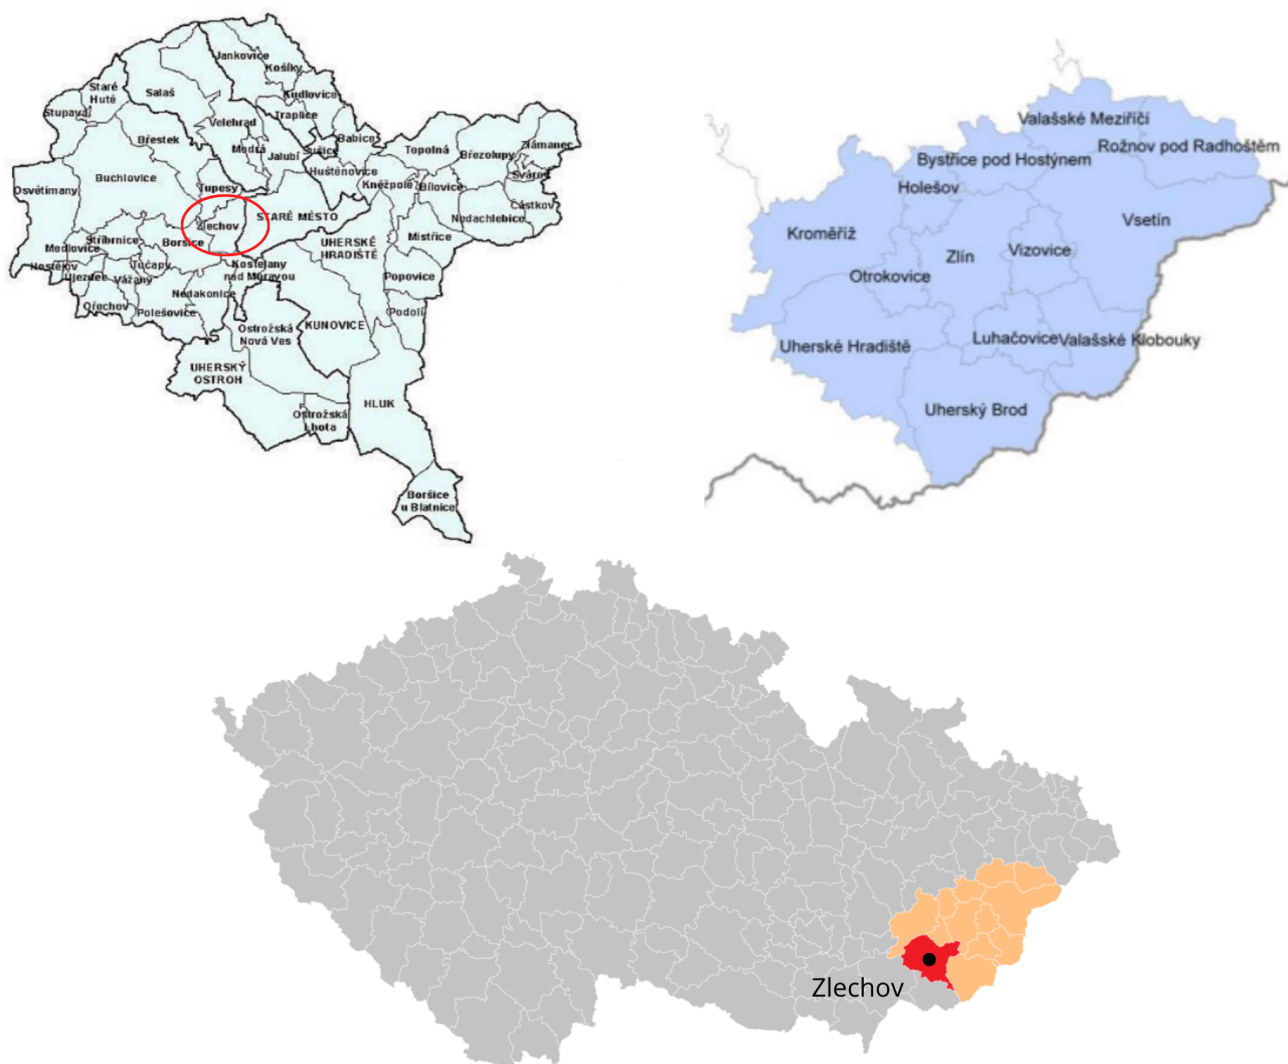 Jankovice
Košíky
Staré
Hutě
Salaš
Kudlovice
Stupava
Traplice
Velehrad
Břestek
Babice
Modrá
Sušice
Jalubí
Topolná
Zlámanec
Březolupy
Huštěnovice
Buchlovice
Svárov
Osvětimany
Tupesy
Kněžpole
Bílovice
Částkov
Zlechov
STARÉ MĚSTO
Nedachlebice
Stříbrnice
Boršice
UHERSKÉ
HRADIŠTĚ
Mistřice
Medlovice
Tučapy
Kostelany
nad Moravou
Hostějov
Újezdec
Vážany
Popovice
Nedakonice
Ořechov
Polešovice
Podolí
KUNOVICE
Ostrožská
Nová Ves
UHERSKÝ
OSTROH
HLUK
Ostrožská
Lhota
Boršice
u Blatnice
Valašské Meziříčí
Rožnov pod Radhoštěm
Bystřice pod Hostýnem
Holešov
Vsetín
Kroměříž
Zlín
Vizovice
Otrokovice
Uherské Hradiště
Luhačovice
Valašské Klobouky
Uherský Brod
Zlechov